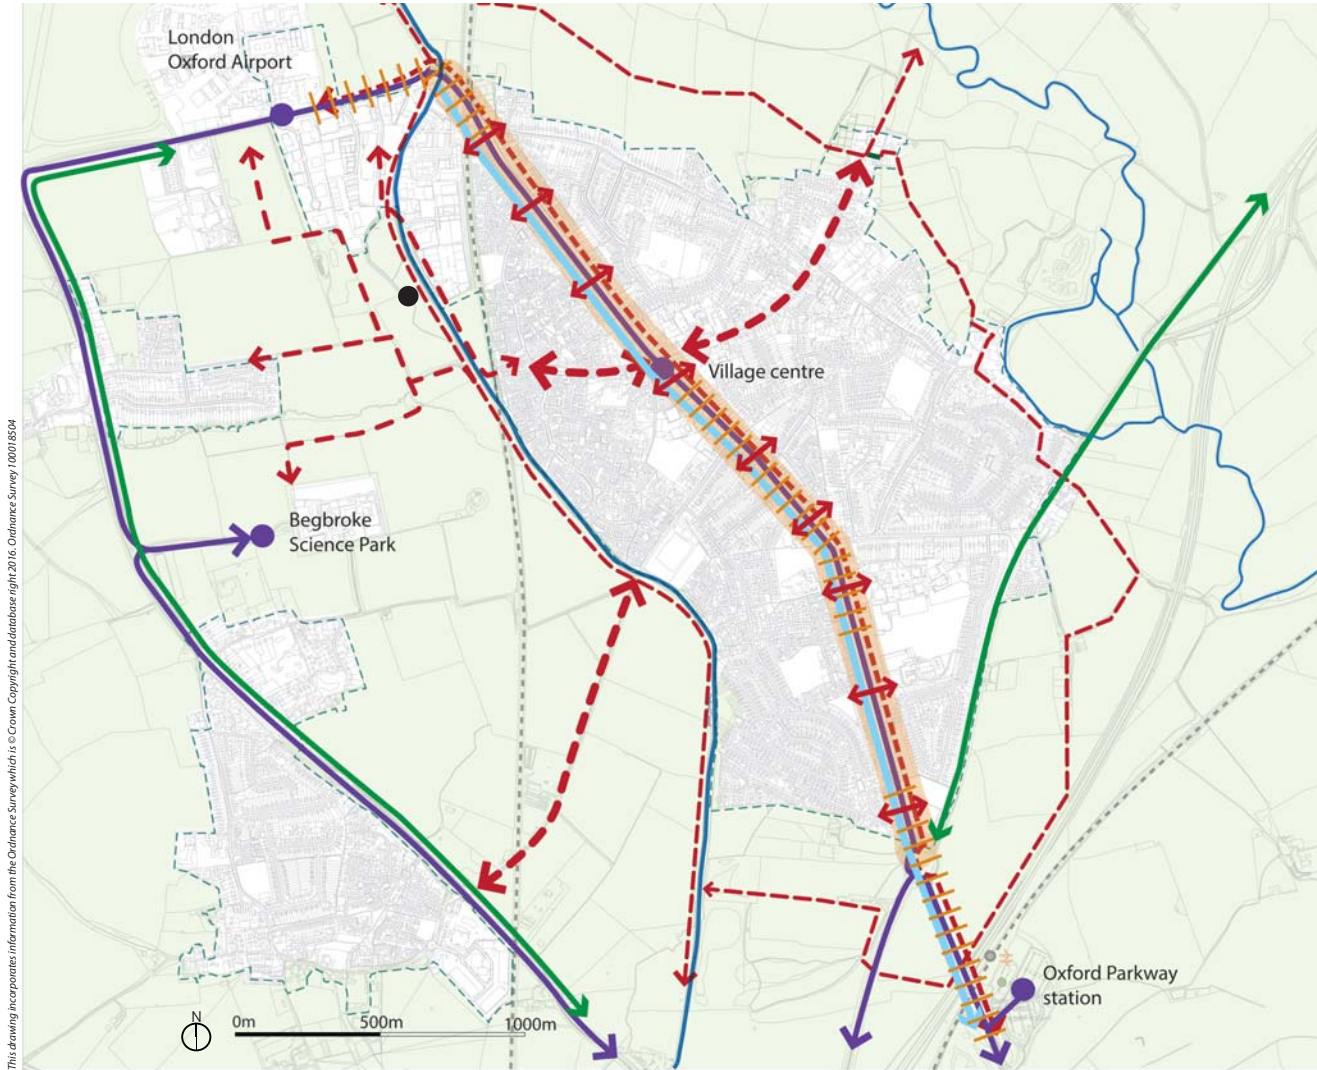 London
Oxford Airport
Village centre
Begbroke
Science Park
Oxford Parkway
station
N
0m 500m 1000m
This drawing incorporates information from the Ordnance Survey which is © Crown Copyright and database right 2016. Ordnance Survey 100018504